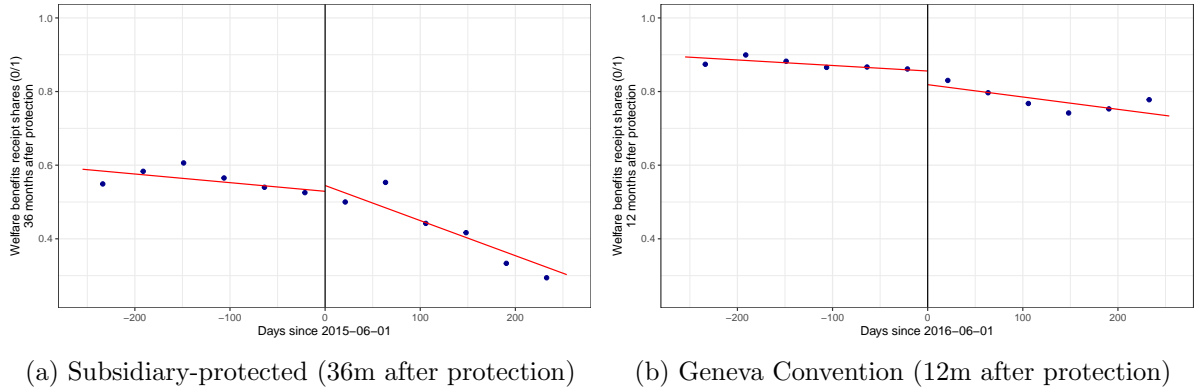 Welfare benefits receipt shares (0/1)
36 months after protection
1.0
0.8
0.6
0.4
−200
−100
0
100
200
Days since 2015−06−01
(a) Subsidiary-protected (36m after protection)
Welfare benefits receipt shares (0/1)
12 months after protection
1.0
0.8
0.6
0.4
−200
−100
0
100
200
Days since 2016−06−01
(b) Geneva Convention (12m after protection)